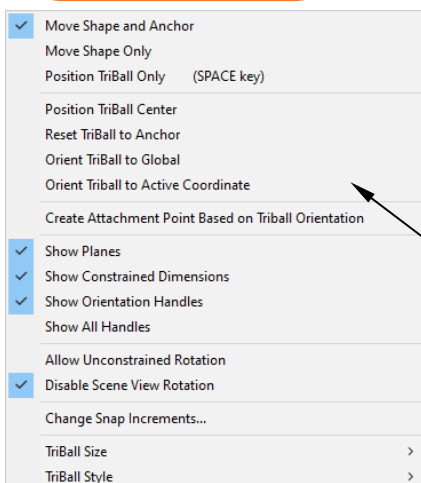 Move Shape and Anchor
Move Shape Only
Position TriBall Only (SPACE key)
Position TriBall Center
Reset TriBall to Anchor
Orient TriBall to Global
Orient Triball to Active Coordinate
Create Attachment Point Based on Triball Orientation
Show Planes
Show Constrained Dimensions
Show Orientation Handles
Show All Handles
Allow Unconstrained Rotation
Disable Scene View Rotation
Change Snap Increments...
TriBall Size
TriBall Style